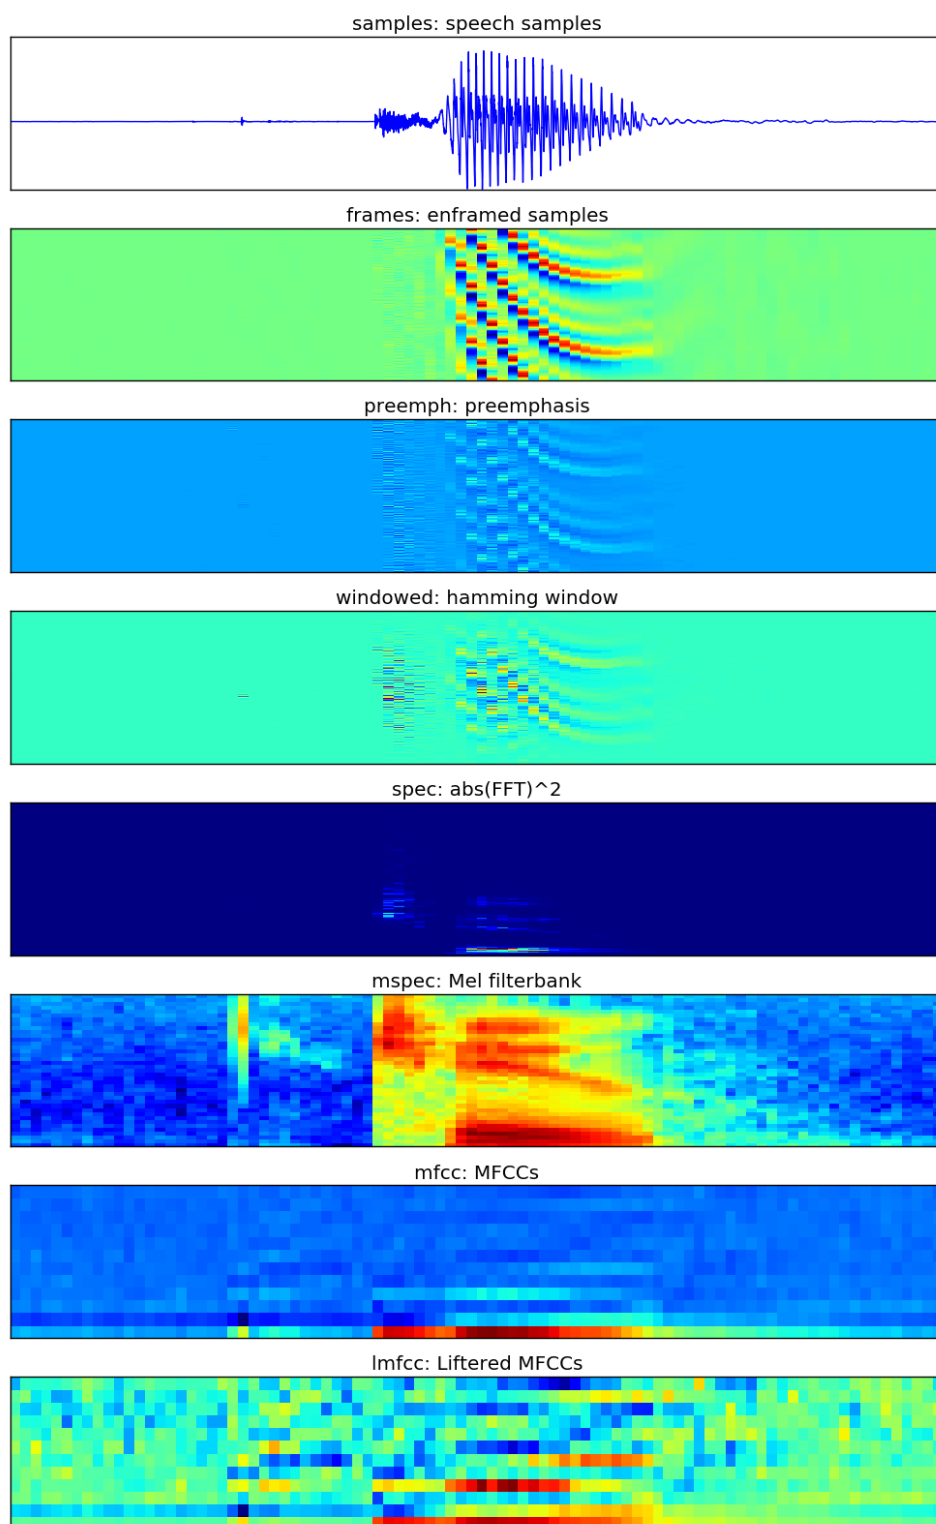 samples: speech samples
frames: enframed samples
preemph: preemphasis
windowed: hamming window
spec: abs(FFT)^2
mspec: Mel filterbank
mfcc: MFCCs
lmfcc: Liftered MFCCs